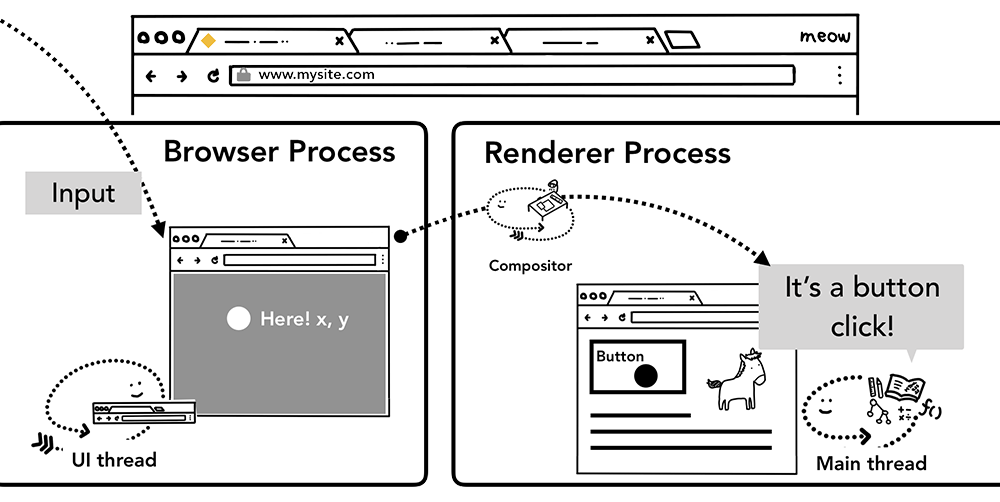 meow
www.mysite.com
Browser Process
Input
Here! x, y
UI thread
Renderer Process
Compositor
It's a button
click!
Button
f()
Main thread